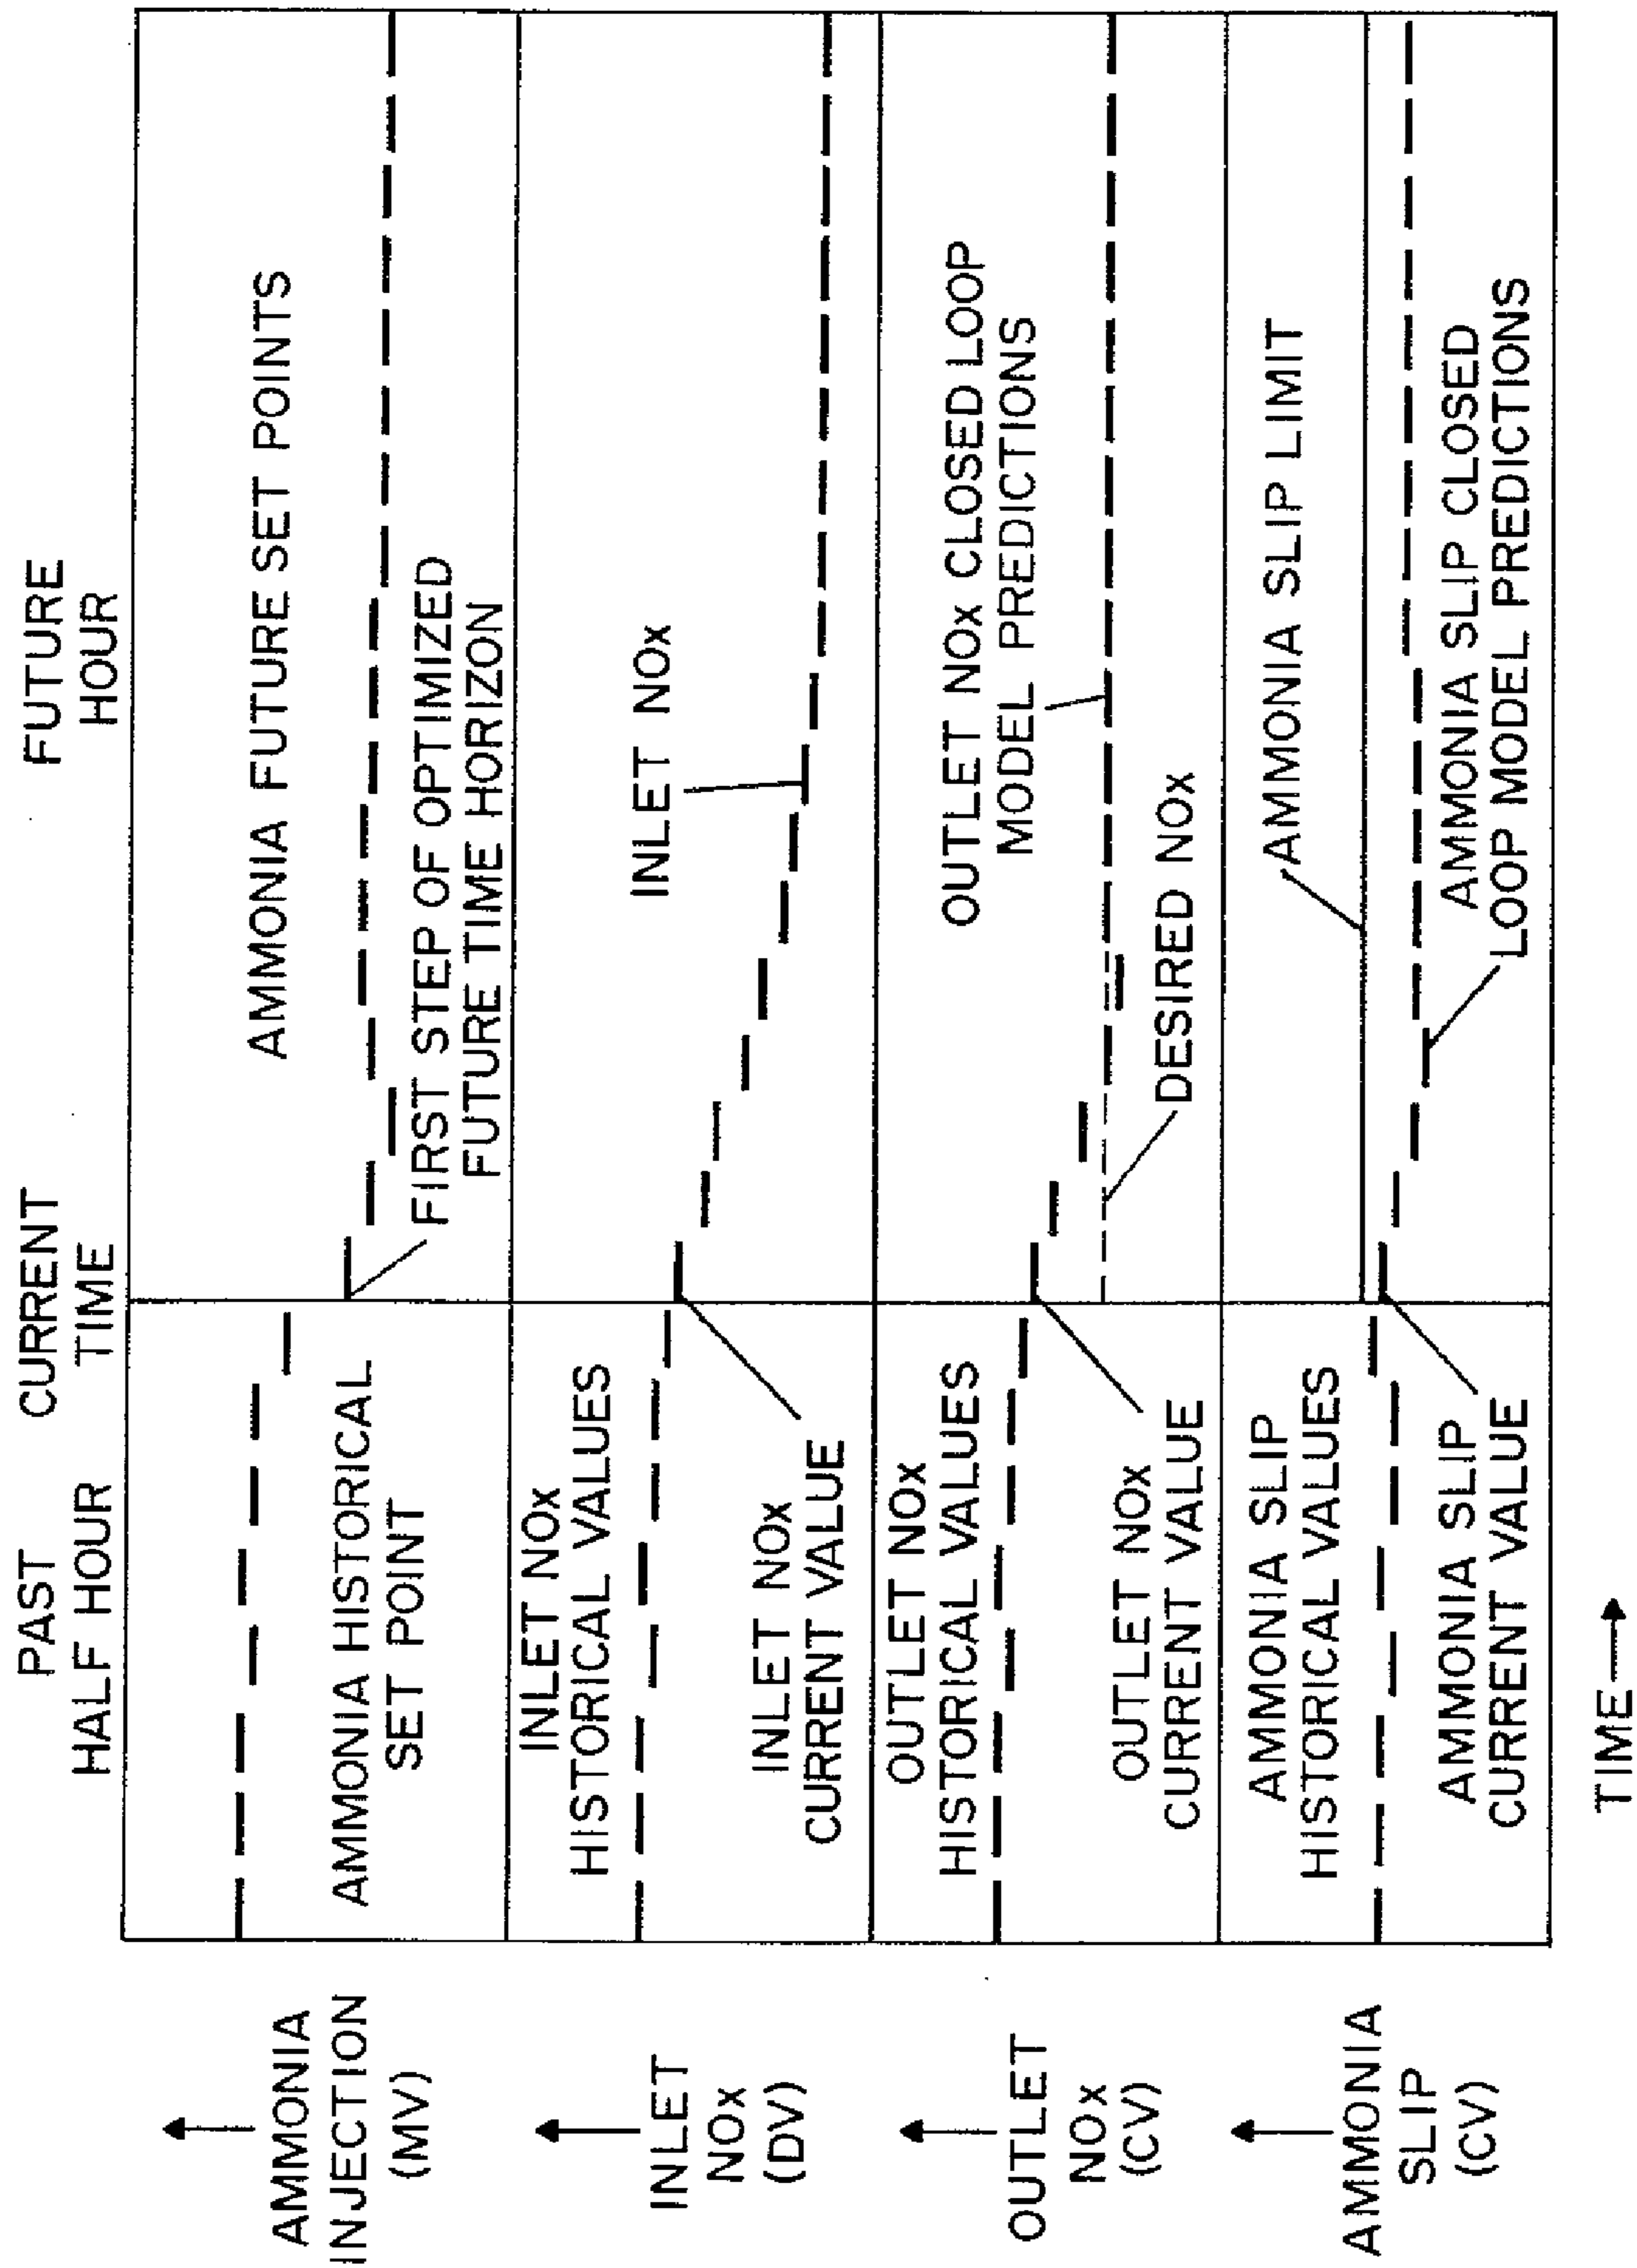 PAST
HALF HOUR
CURRENT
TIME
FUTURE
HOUR
AMMONIA
INJECTION
(MV)
AMMONIA HISTORICAL
SET POINT
AMMONIA FUTURE SET POINTS
FIRST STEP OF OPTIMIZED
FUTURE TIME HORIZON
INLET
NOx
(DV)
INLET NOx
HISTORICAL VALUES
INLET NOx
CURRENT VALUE
INLET NOx
OUTLET
NOx
(CV)
OUTLET NOx
HISTORICAL VALUES
OUTLET NOx
CURRENT VALUE
OUTLET NOx CLOSED LOOP
MODEL PREDICTIONS
DESIRED NOx
AMMONIA
SLIP
(CV)
AMMONIA SLIP
HISTORICAL VALUES
AMMONIA SLIP
CURRENT VALUE
AMMONIA SLIP LIMIT
AMMONIA SLIP CLOSED
LOOP MODEL PREDICTIONS
TIME